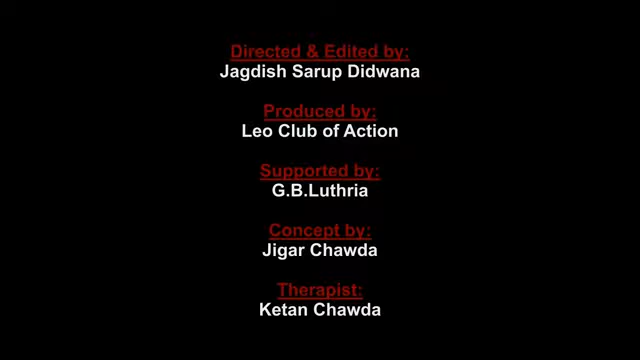 Directed & Edited by:
Jagdish Sarup Didwana
Produced by:
Leo Club of Action
Supported by:
G.B.Luthria
Concept by:
Jigar Chawda
Therapist:
Ketan Chawda